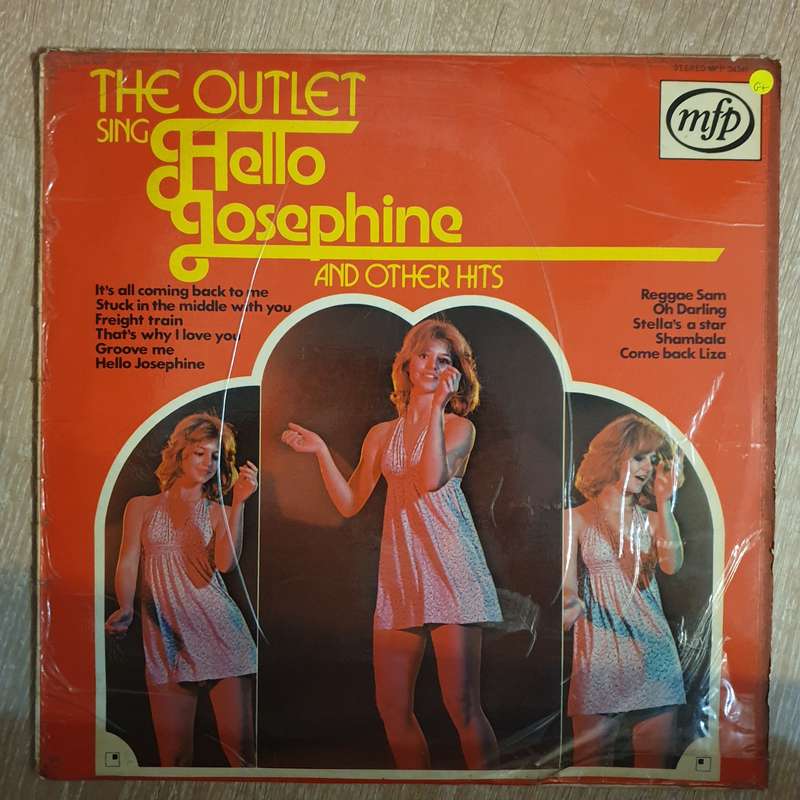 THE OUTLET
SING
Hello
Josephine
AND OTHER HITS
mfp
G+
It's all coming back to me
Stuck in the middle with you
Freight train
That's why I love you
Groove me
Hello Josephine
Reggae Sam
Oh Darling
Stella's a star
Shambala
Come back Liza